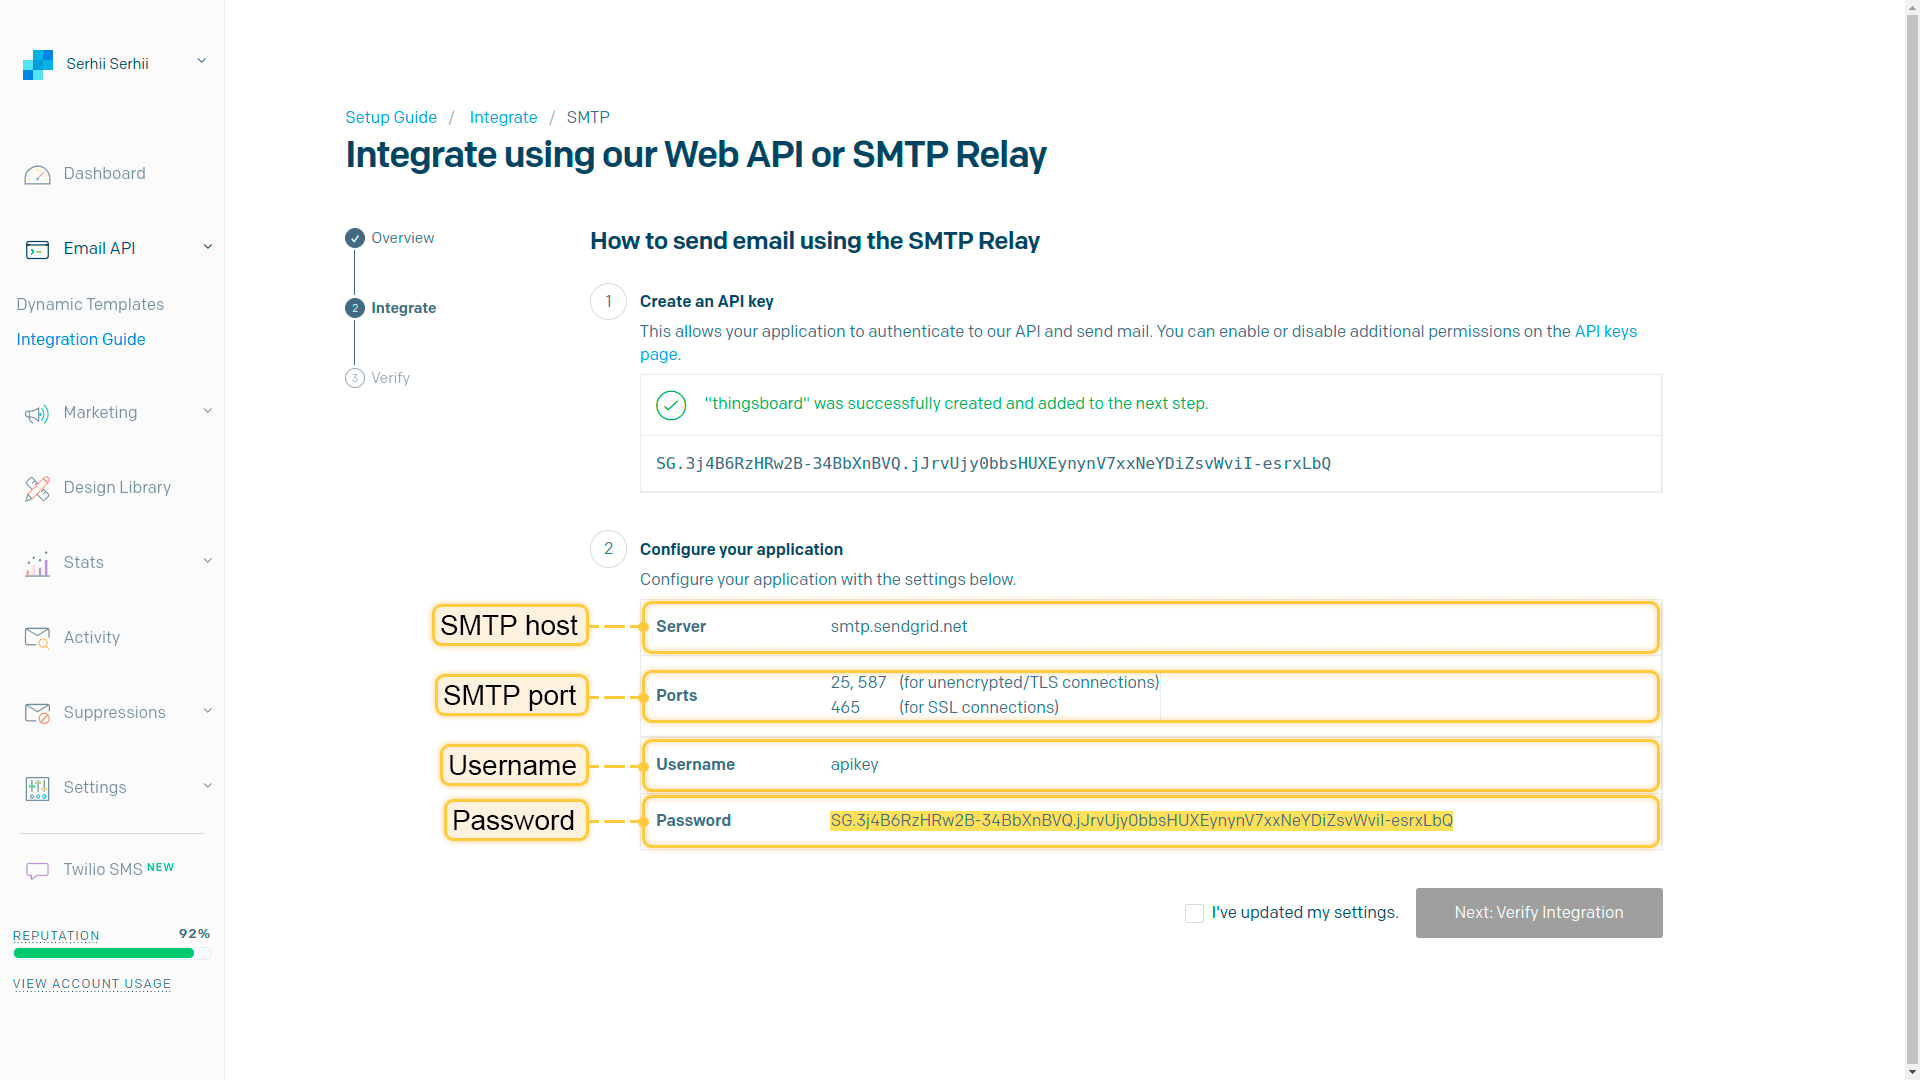 Serhii Serhii
Dashboard
Email API
Dynamic Templates
Integration Guide
Marketing
Design Library
Stats
Activity
Suppressions
Settings
Twilio SMS NEW
REPUTATION 92%
VIEW ACCOUNT USAGE
Setup Guide / Integrate / SMTP
Integrate using our Web API or SMTP Relay
Overview
2 Integrate
3 Verify
How to send email using the SMTP Relay
1 Create an API key
This allows your application to authenticate to our API and send mail. You can enable or disable additional permissions on the API keys
page.
"thingsboard" was successfully created and added to the next step.
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
2 Configure your application
Configure your application with the settings below.
SMTP host Server smtp.sendgrid.net
SMTP port Ports 25, 587 (for unencrypted/TLS connections)
465 (for SSL connections)
Username Username apikey
Password Password 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
I've updated my settings. Next: Verify Integration